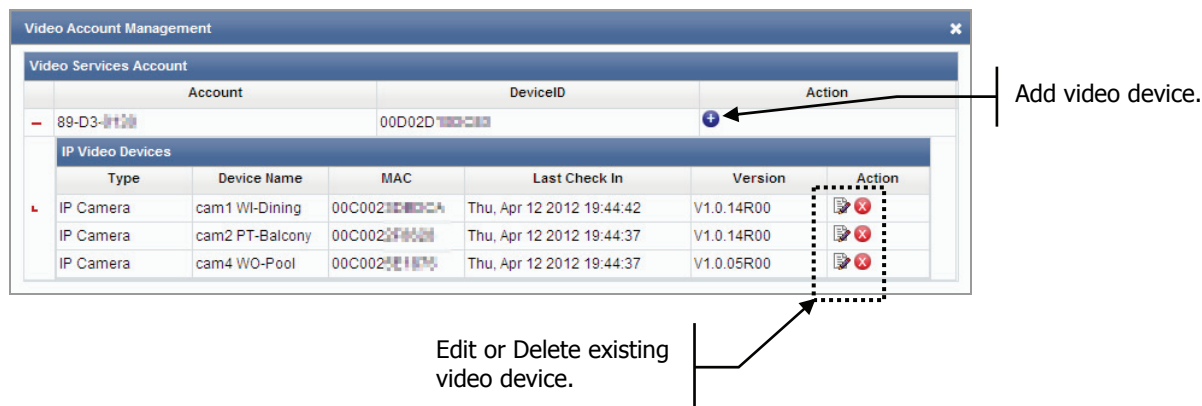 Video Account Management
Video Services Account
Account DeviceID Action
89-D3- 00D02D
Add video device.
IP Video Devices
Type Device Name MAC Last Check In Version Action
IP Camera cam1 WI-Dining 00C002 Thu, Apr 12 2012 19:44:42 V1.0.14R00
IP Camera cam2 PT-Balcony 00C002 Thu, Apr 12 2012 19:44:37 V1.0.14R00
IP Camera cam4 WO-Pool 00C002 Thu, Apr 12 2012 19:44:37 V1.0.05R00
Edit or Delete existing
video device.